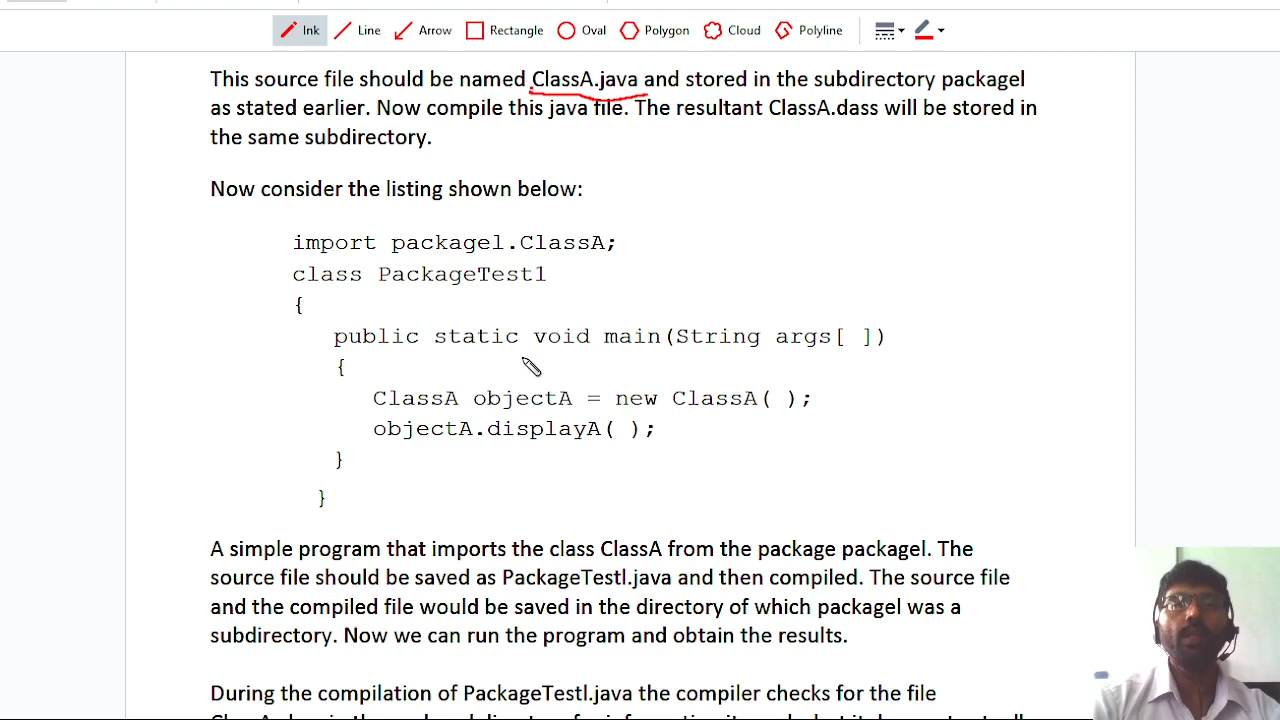 Ink Line Arrow Rectangle Oval Polygon Cloud Polyline
This source file should be named ClassA.java and stored in the subdirectory packagel
as stated earlier. Now compile this java file. The resultant ClassA.dass will be stored in
the same subdirectory.
Now consider the listing shown below:
import packagel.ClassA;
class PackageTest1
{
public static void main(String args[ ])
{
ClassA objectA = new ClassA( );
objectA.displayA( );
}
}
A simple program that imports the class ClassA from the package packagel. The
source file should be saved as PackageTestl.java and then compiled. The source file
and the compiled file would be saved in the directory of which packagel was a
subdirectory. Now we can run the program and obtain the results.
During the compilation of PackageTestl.java the compiler checks for the file